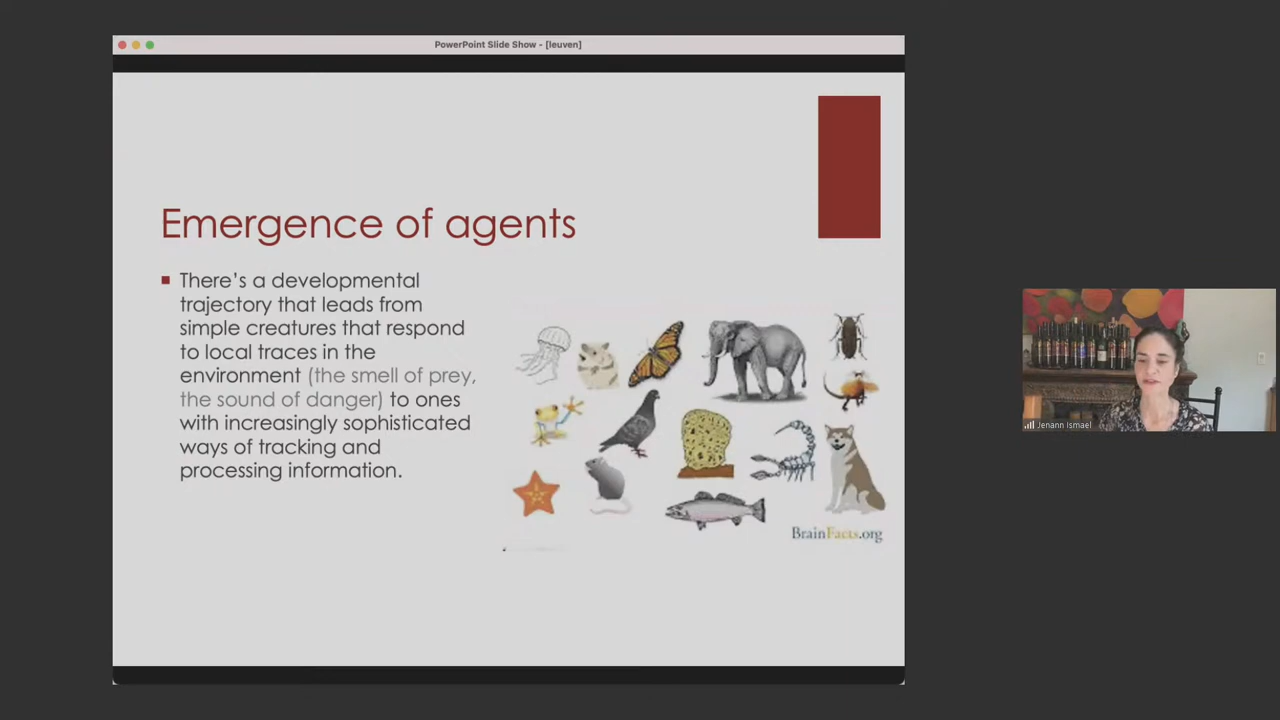 PowerPoint Slide Show - [leuven]
Emergence of agents
There's a developmental
trajectory that leads from
simple creatures that respond
to local traces in the
environment (the smell of prey,
the sound of danger) to ones
with increasingly sophisticated
ways of tracking and
processing information.
BrainFacts.org
Jenann Ismael